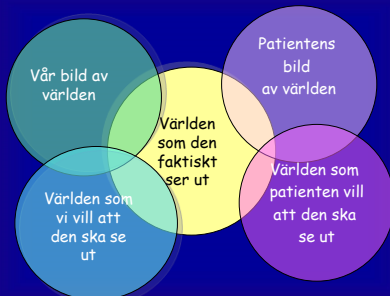 Vår bild av
världen
Patientens
bild
av världen
Världen
som den
faktiskt
ser ut
Världen som
vi vill att
den ska se
ut
Världen som
patienten vill
att den ska
se ut